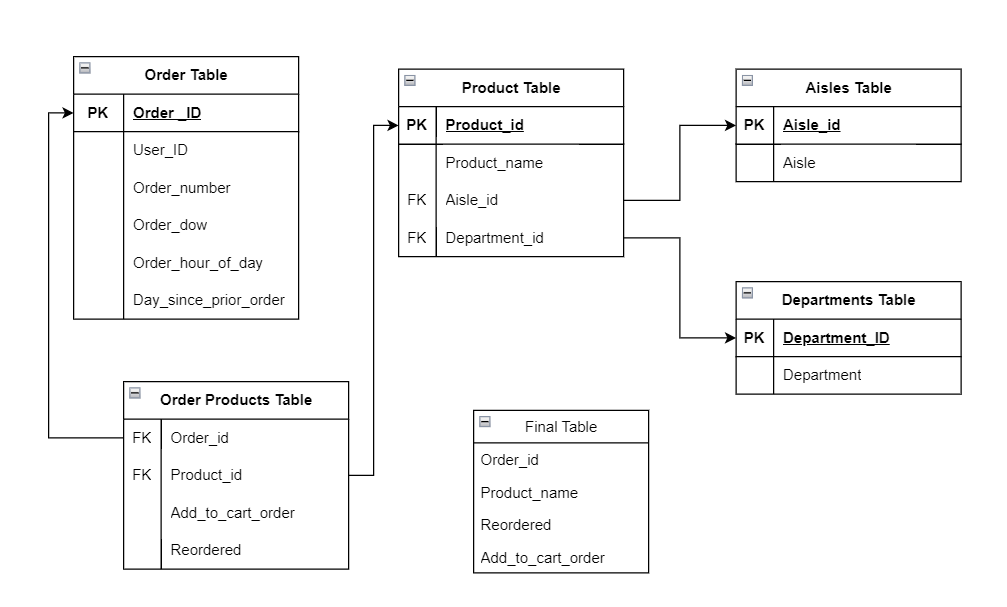 Order Table
PK Order _ID
User_ID
Order_number
Order_dow
Order_hour_of_day
Day_since_prior_order
Product Table
PK Product_id
Product_name
FK Aisle_id
FK Department_id
Aisles Table
PK Aisle_id
Aisle
Departments Table
PK Department_ID
Department
Order Products Table
FK Order_id
FK Product_id
Add_to_cart_order
Reordered
Final Table
Order_id
Product_name
Reordered
Add_to_cart_order